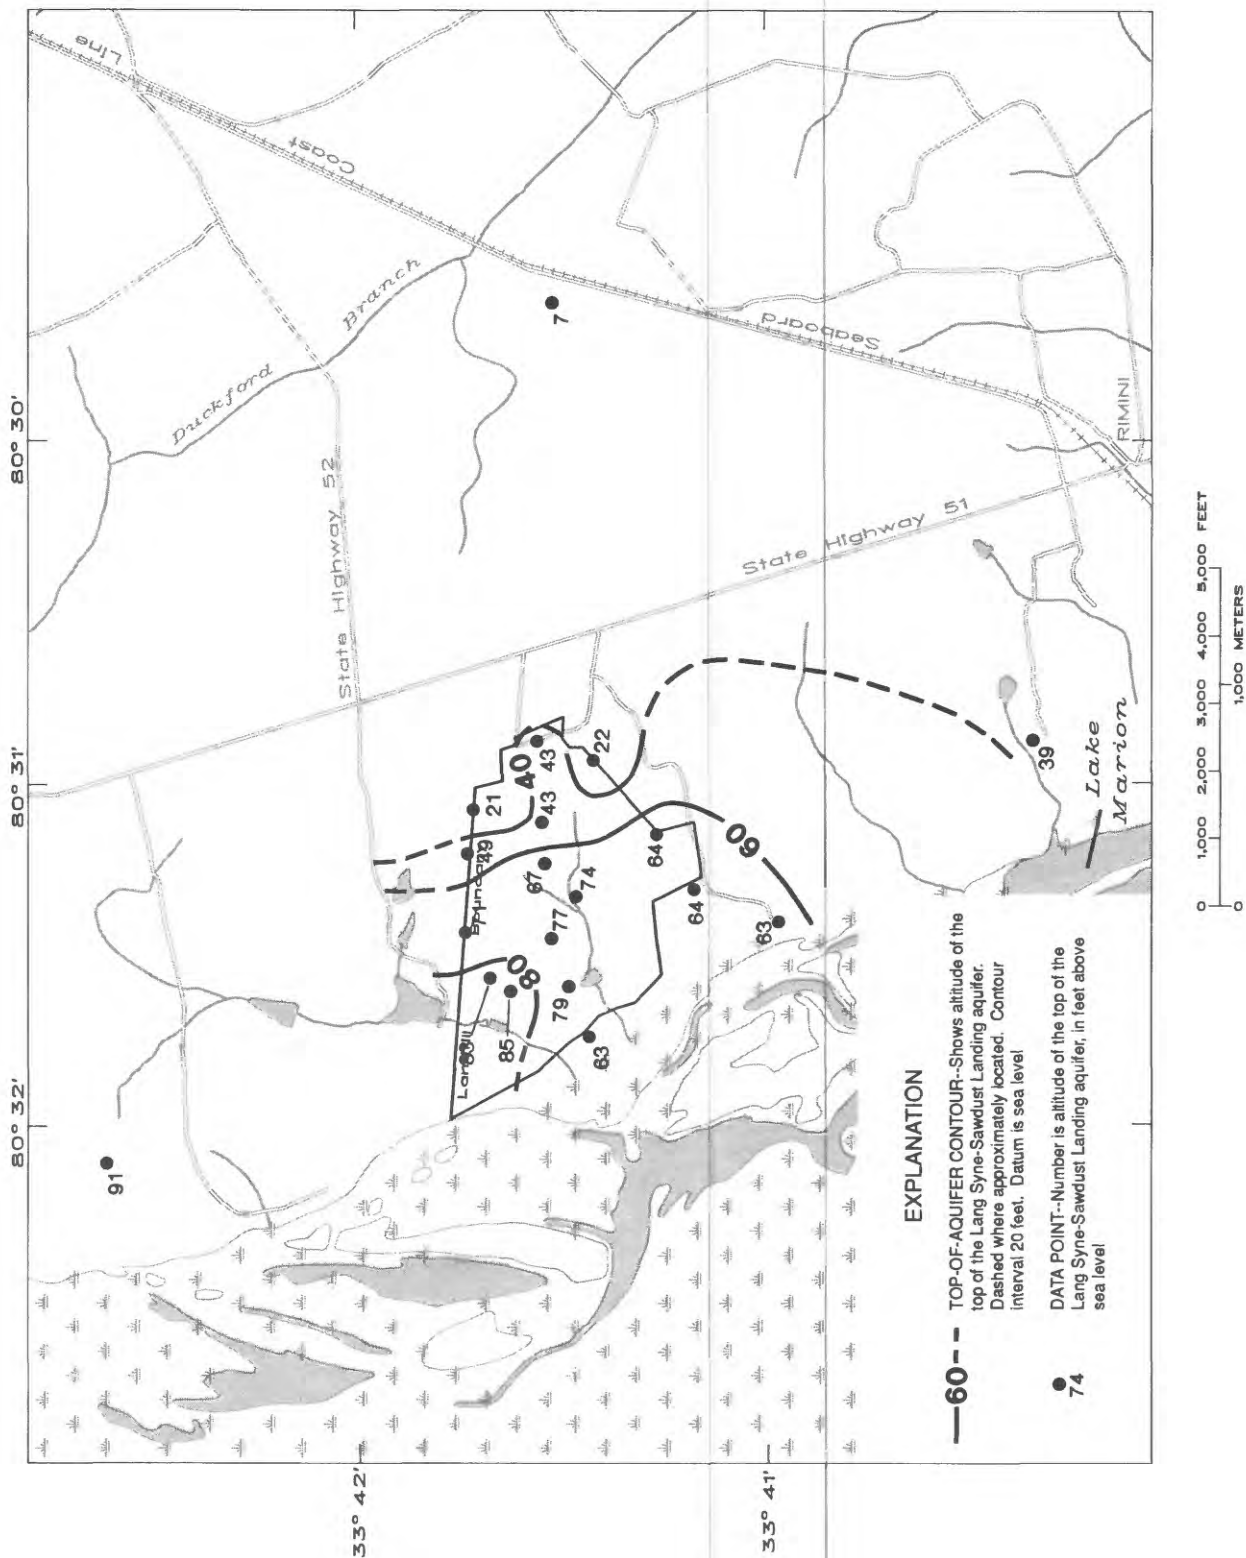 80° 32'
80° 31'
80° 30'
33° 42'
33° 41'
Line
Coast
Seaboard
Duckford
Branch
State Highway 52
State Highway 51
RIMINI
Lake
Marion
Landfill
Boundary
91
7
39
21
49
43
43
22
67
74
77
79
85
63
64
64
63
40
60
80
EXPLANATION
60
TOP-OF-AQUIFER CONTOUR--Shows altitude of the
top of the Lang Syne-Sawdust Landing aquifer.
Dashed where approximately located. Contour
interval 20 feet. Datum is sea level
74
DATA POINT--Number is altitude of the top of the
Lang Syne-Sawdust Landing aquifer, in feet above
sea level
0 1,000 2,000 3,000 4,000 5,000 FEET
0 1,000 METERS